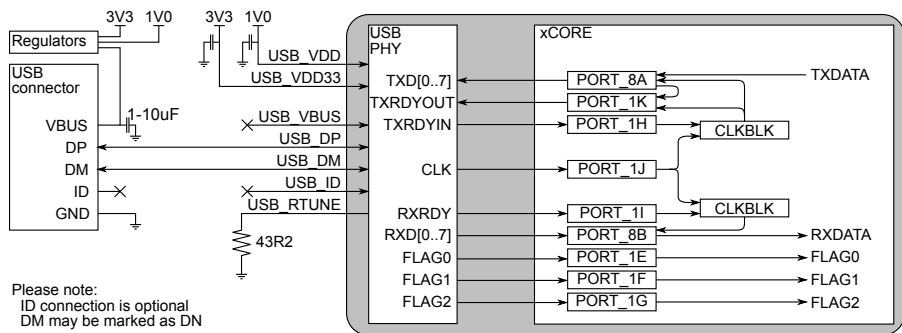 3V3 1V0
Regulators
USB
connector
VBUS
DP
DM
ID
GND
1-10uF
3V3 1V0
USB_VDD
USB_VDD33
USB_VBUS
USB_DP
USB_DM
USB_ID
USB_RTUNE
43R2
Please note:
ID connection is optional
DM may be marked as DN
USB
PHY
TXD[0..7]
TXRDYOUT
TXRDYIN
CLK
RXRDY
RXD[0..7]
FLAG0
FLAG1
FLAG2
xCORE
PORT_8A
PORT_1K
PORT_1H
PORT_1J
PORT_1I
PORT_8B
PORT_1E
PORT_1F
PORT_1G
CLKBLK
CLKBLK
TXDATA
RXDATA
FLAG0
FLAG1
FLAG2